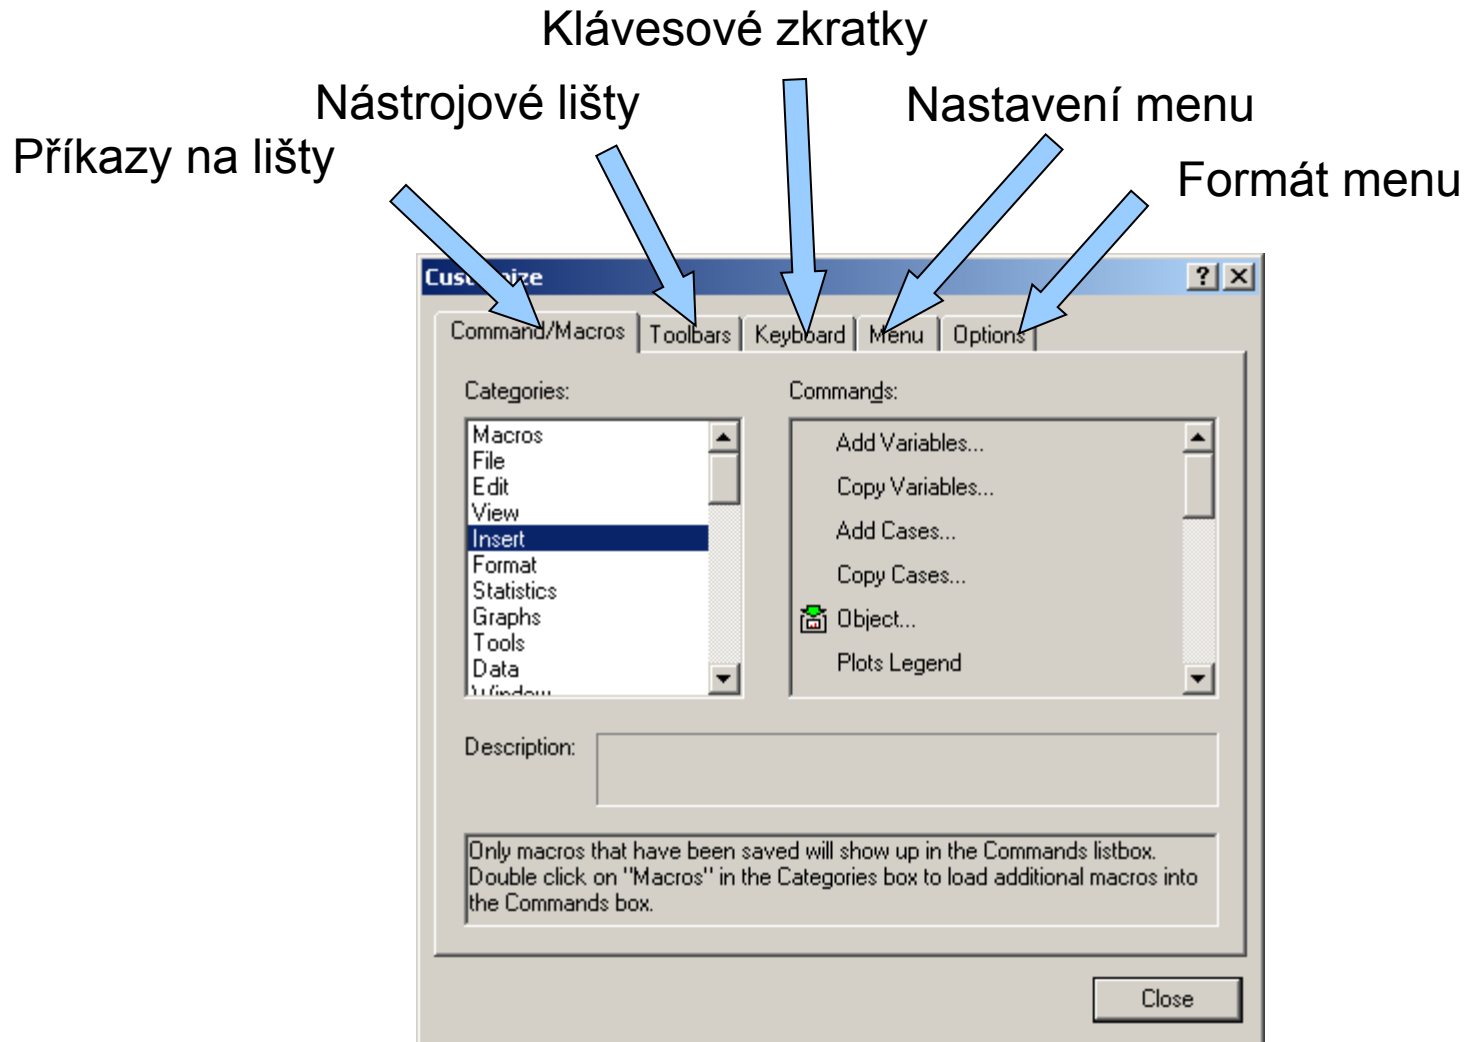 Klávesové zkratky
Nástrojové lišty
Nastavení menu
Příkazy na lišty
Formát menu
Customize
Command/Macros Toolbars Keyboard Menu Options
Categories:
Commands:
Macros
File
Edit
View
Insert
Format
Statistics
Graphs
Tools
Data
Window
Add Variables...
Copy Variables...
Add Cases...
Copy Cases...
Object...
Plots Legend
Description:
Only macros that have been saved will show up in the Commands listbox.
Double click on "Macros" in the Categories box to load additional macros into
the Commands box.
Close